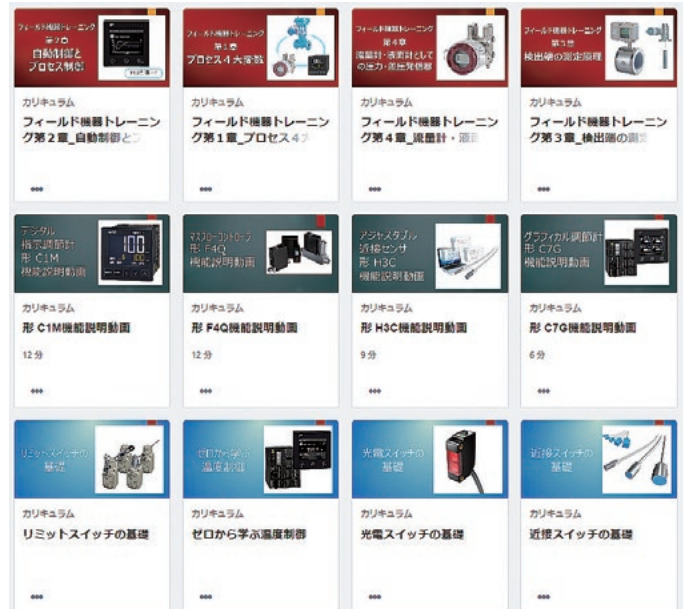 フィールド機器トレーニング
第2章
自動制御と
プロセス制御
カリキュラム
フィールド機器トレーニン
グ第2章_自動制御とプ
フィールド機器トレーニング
第1章
プロセス4大変数
カリキュラム
フィールド機器トレーニン
グ第1章_プロセス4大
フィールド機器トレーニング
第4章
流量計・液面計として
の圧力・差圧発信器
カリキュラム
フィールド機器トレーニン
グ第4章_流量計・液面
フィールド機器トレーニング
第3章
検出端の測定原理
カリキュラム
フィールド機器トレーニン
グ第3章_検出端の測定
デジタル
指示調節計
形 C1M
機能説明動画
カリキュラム
形 C1M機能説明動画
12 分
マスフローコントローラ
形 F4Q
機能説明動画
カリキュラム
形 F4Q機能説明動画
12 分
アジャスタブル
近接センサ
形 H3C
機能説明動画
カリキュラム
形 H3C機能説明動画
9 分
グラフィカル調節計
形 C7G
機能説明動画
カリキュラム
形 C7G機能説明動画
6 分
リミットスイッチの
基礎
カリキュラム
リミットスイッチの基礎
ゼロから学ぶ
温度制御
カリキュラム
ゼロから学ぶ温度制御
光電スイッチの
基礎
カリキュラム
光電スイッチの基礎
近接スイッチの
基礎
カリキュラム
近接スイッチの基礎